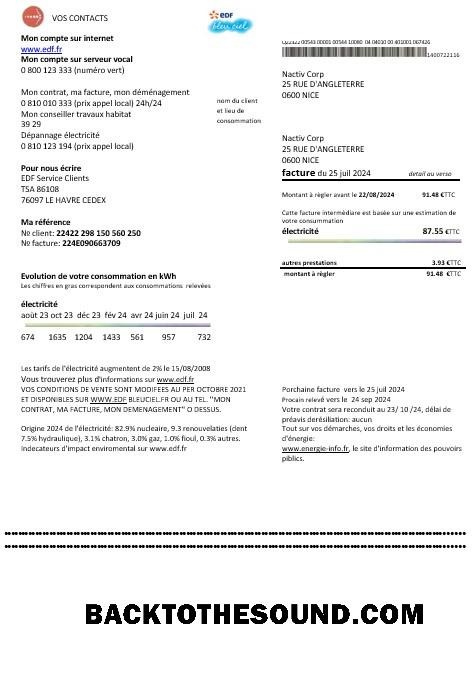 VOS CONTACTS
edf
bleu ciel
Mon compte sur internet
www.edf.fr
Mon compte sur serveur vocal
0 800 123 333 (numéro vert)
Mon contrat, ma facture, mon déménagement
0 810 010 333 (prix appel local) 24h/24
Mon conseiller travaux habitat
39 29
Dépannage électricité
0 810 123 194 (prix appel local)
Pour nous écrire
EDF Service Clients
TSA 86108
76097 LE HAVRE CEDEX
Ma référence
№ client: 22422 298 150 560 250
№ facture: 224E090663709
nom du client
et lieu de
consommation
1400722116
Nactiv Corp
25 RUE D'ANGLETERRE
0600 NICE
Nactiv Corp
25 RUE D'ANGLETERRE
0600 NICE
facture du 25 juil 2024 detail au verso
Montant à régler avant le 22/08/2024 91.48 €TTC
Catte facture intermédiaire est basée sur une estimation de
votre consummation
électricité 87.55 €TTC
autres prestations 3.93 €TTC
montant à régler 91.48 €TTC
Evolution de votre consommation en kWh
Les chiffres en gras correspondent aux consommations relevées
électricité
août 23 oct 23 déc 23 fév 24 avr 24 juin 24 juil 24
674 1635 1204 1433 561 957 732
Les tarifs de l'électricité augmentent de 2% le 15/08/2008
Vous trouverez plus d'informations sur www.edf.fr
VOS CONDITIONS DE VENTE SONT MODIFEES AU PER OCTOBRE 2021
ET DISPONIBLES SUR WWW.EDF BLEUCIEL.FR OU AU TEL. "MON
CONTRAT, MA FACTURE, MON DEMENAGEMENT" O DESSUS.
Origine 2024 de l'électricité: 82.9% nucleaire, 9.3 renouvelaties (dent
7.5% hydraulique), 3.1% chatron, 3.0% gaz, 1.0% fioul, 0.3% autres.
Indecateurs d'impact enviromental sur www.edf.fr
Porchaine facture vers le 25 juil 2024
Procain relevé vers le 24 sep 2024
Votre contrat sera reconduit au 23/ 10 /24, délai de
préavis derésiliation: aucun
Tout sur vos démarches, vos droits et les économies
d'énergie:
www.energie-info.fr, le site d'information des pouvoirs
piblics.
BACKTOTHESOUND.COM